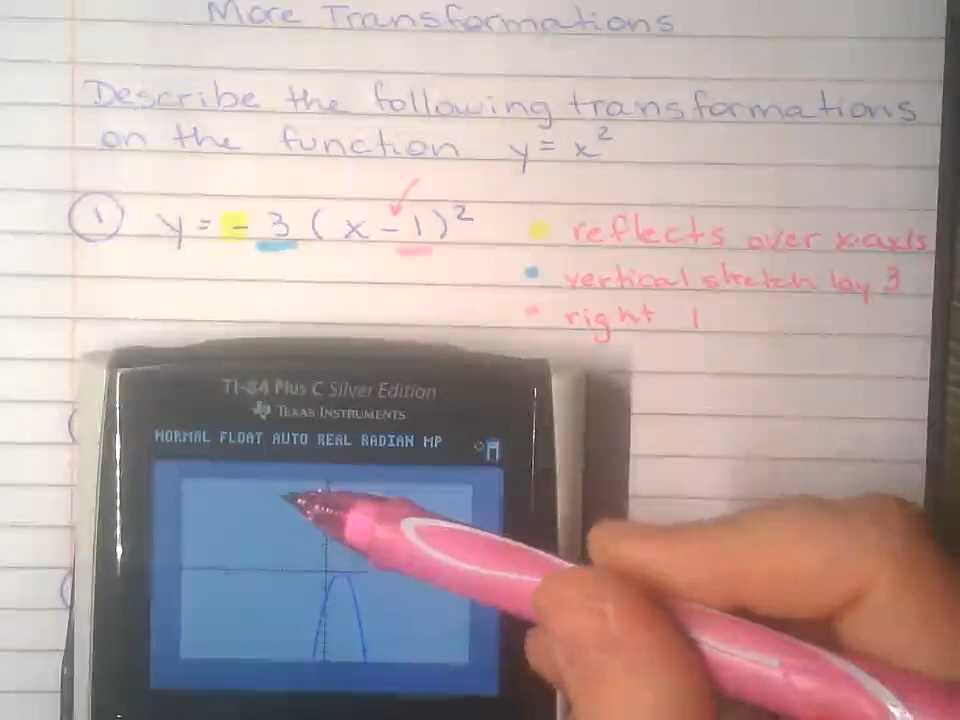 More Transformations
Describe the following transformations
on the function y = x²
① y = -3 (x - 1)²
• reflects over x-axis
• vertical stretch by 3
• right 1
TI-84 Plus C Silver Edition
TEXAS INSTRUMENTS
NORMAL FLOAT AUTO REAL RADIAN MP